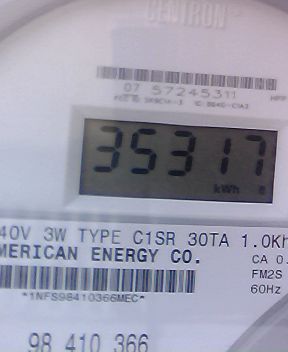 CENTRON®
07 57245311
35317
kWh
40V 3W TYPE C1SR 30TA 1.0Kh
MERICAN ENERGY CO.
CA 0.
FM2S
60Hz
*1NFS98410366MEC*
98 410 366